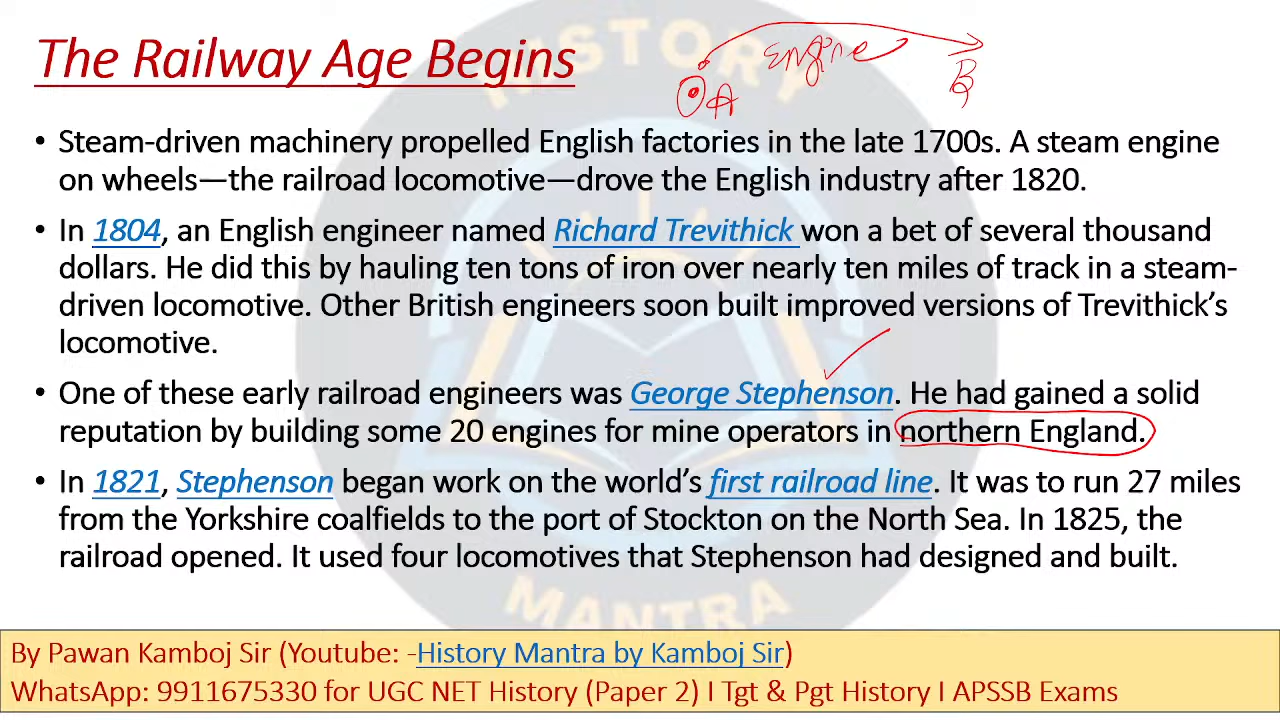 The Railway Age Begins
Engine
A
B
• Steam-driven machinery propelled English factories in the late 1700s. A steam engine
on wheels—the railroad locomotive—drove the English industry after 1820.
• In 1804, an English engineer named Richard Trevithick won a bet of several thousand
dollars. He did this by hauling ten tons of iron over nearly ten miles of track in a steam-
driven locomotive. Other British engineers soon built improved versions of Trevithick's
locomotive.
• One of these early railroad engineers was George Stephenson. He had gained a solid
reputation by building some 20 engines for mine operators in northern England.
• In 1821, Stephenson began work on the world's first railroad line. It was to run 27 miles
from the Yorkshire coalfields to the port of Stockton on the North Sea. In 1825, the
railroad opened. It used four locomotives that Stephenson had designed and built.
HISTORY
MANTRA
By Pawan Kamboj Sir (Youtube: -History Mantra by Kamboj Sir)
WhatsApp: 9911675330 for UGC NET History (Paper 2) I Tgt & Pgt History I APSSB Exams